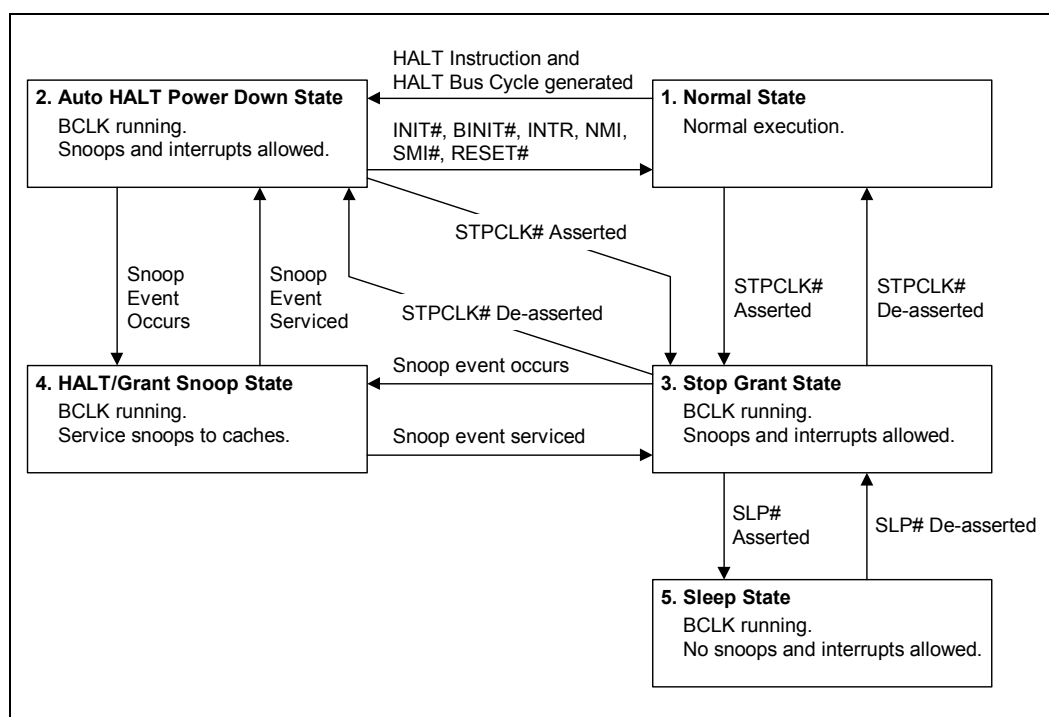 HALT Instruction and
HALT Bus Cycle generated
2. Auto HALT Power Down State
BCLK running.
Snoops and interrupts allowed.
1. Normal State
Normal execution.
INIT#, BINIT#, INTR, NMI,
SMI#, RESET#
STPCLK# Asserted
Snoop
Event
Occurs
Snoop
Event
Serviced
STPCLK# De-asserted
STPCLK#
Asserted
STPCLK#
De-asserted
Snoop event occurs
4. HALT/Grant Snoop State
BCLK running.
Service snoops to caches.
3. Stop Grant State
BCLK running.
Snoops and interrupts allowed.
Snoop event serviced
SLP#
Asserted
SLP# De-asserted
5. Sleep State
BCLK running.
No snoops and interrupts allowed.